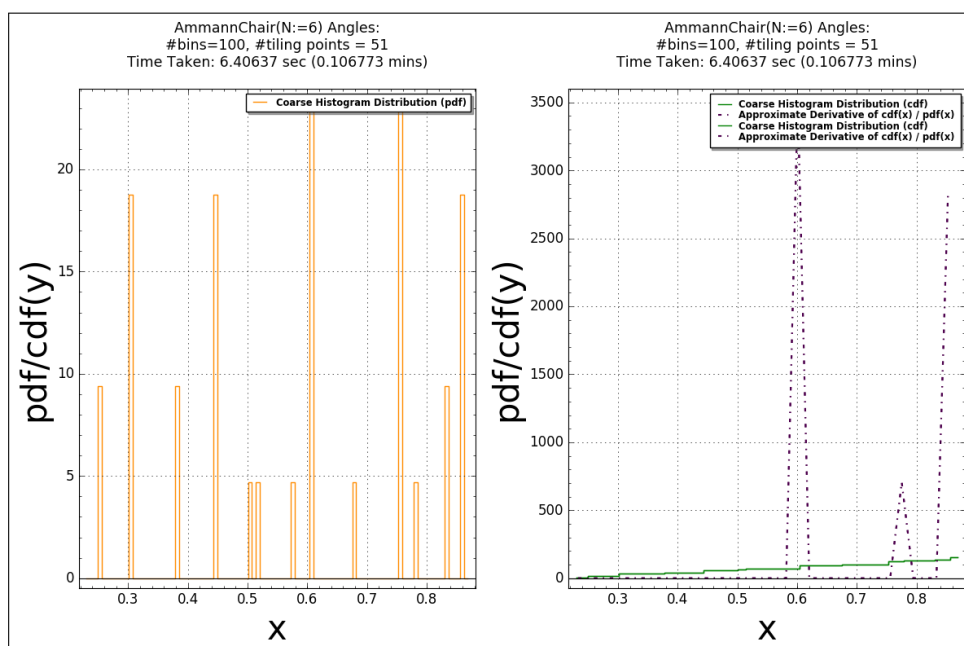 AmmannChair(N:=6) Angles:
#bins=100, #tiling points = 51
Time Taken: 6.40637 sec (0.106773 mins)
Coarse Histogram Distribution (pdf)
pdf/cdf(y)
20
15
10
5
0
0.3 0.4 0.5 0.6 0.7 0.8
x
AmmannChair(N:=6) Angles:
#bins=100, #tiling points = 51
Time Taken: 6.40637 sec (0.106773 mins)
Coarse Histogram Distribution (cdf)
Approximate Derivative of cdf(x) / pdf(x)
Coarse Histogram Distribution (cdf)
Approximate Derivative of cdf(x) / pdf(x)
pdf/cdf(y)
3500
3000
2500
2000
1500
1000
500
0
0.3 0.4 0.5 0.6 0.7 0.8
x